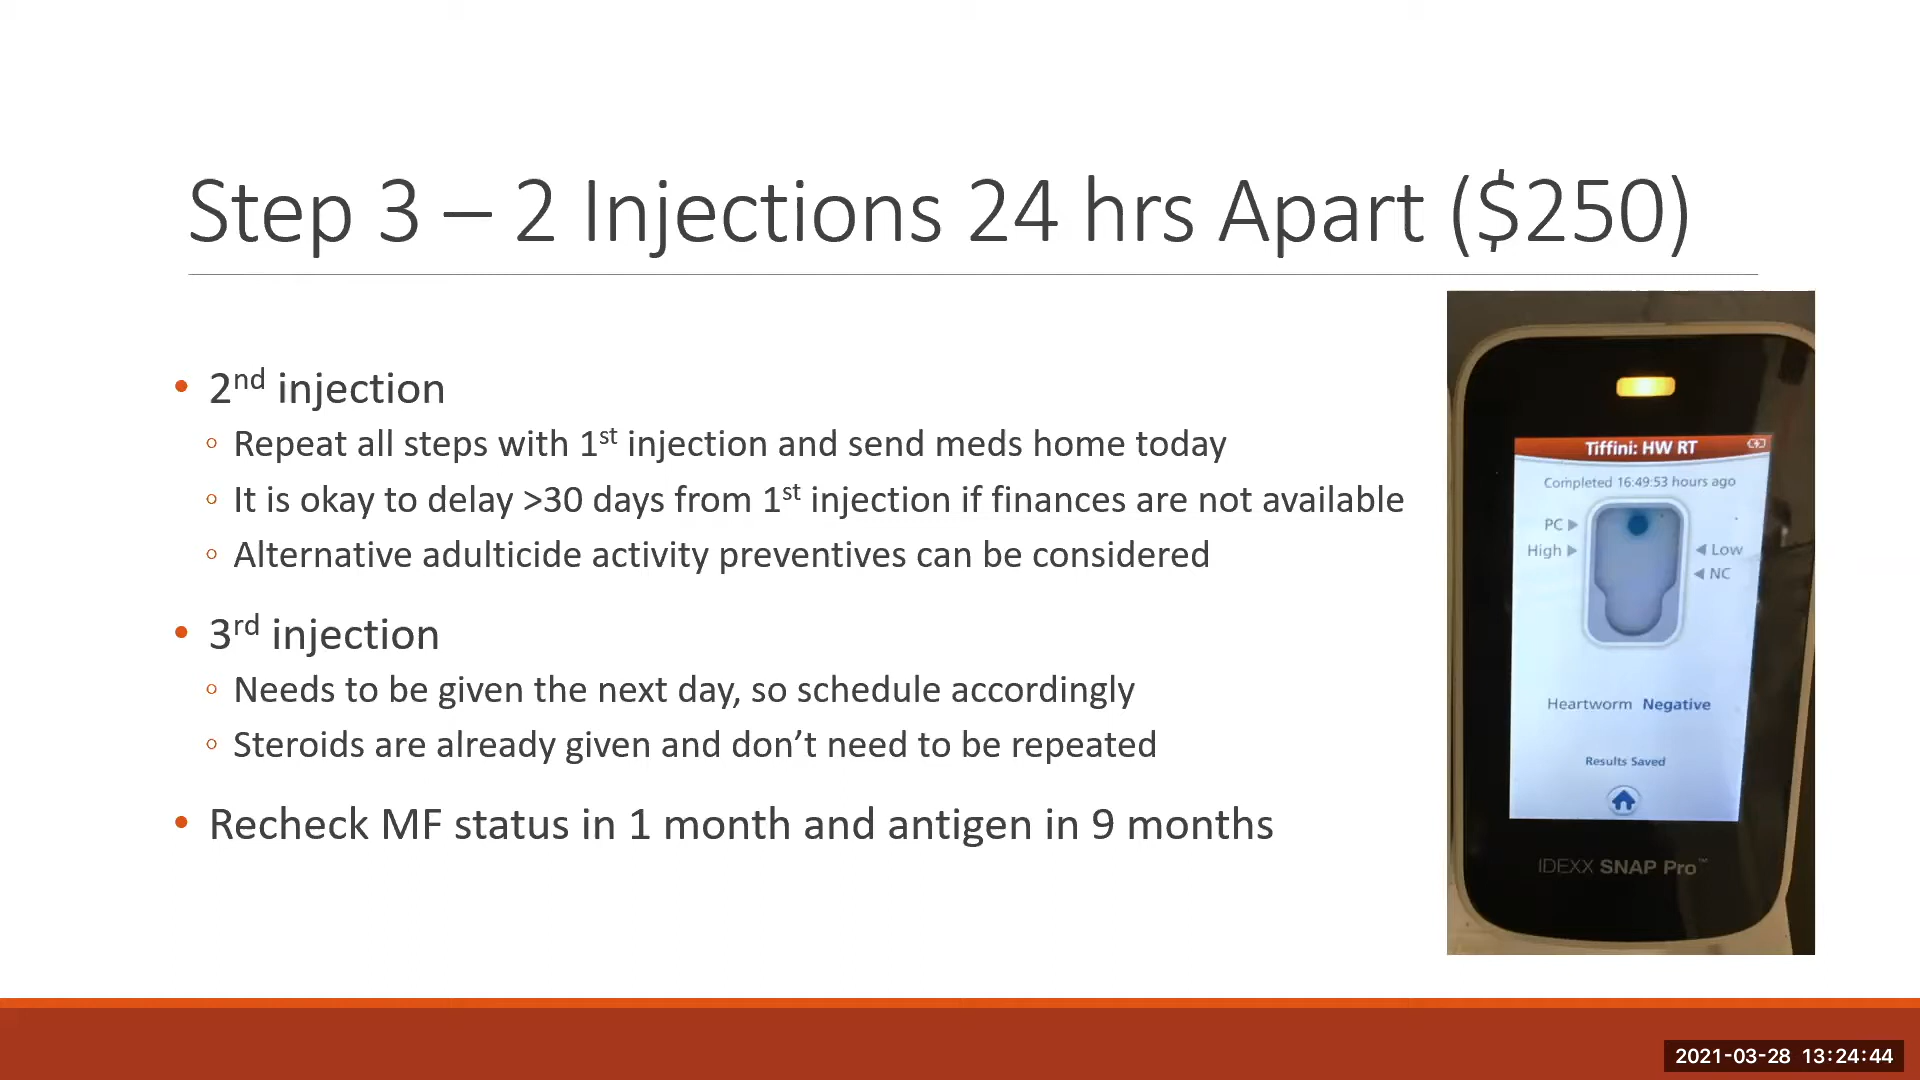 Step 3 – 2 Injections 24 hrs Apart ($250)
• 2nd injection
◦ Repeat all steps with 1st injection and send meds home today
◦ It is okay to delay >30 days from 1st injection if finances are not available
◦ Alternative adulticide activity preventives can be considered
• 3rd injection
◦ Needs to be given the next day, so schedule accordingly
◦ Steroids are already given and don’t need to be repeated
• Recheck MF status in 1 month and antigen in 9 months
Tiffini: HW RT
Completed 16:49:53 hours ago
PC
High
Low
NC
Heartworm Negative
Results Saved
IDEXX SNAP Pro™
2021-03-28 13:24:44